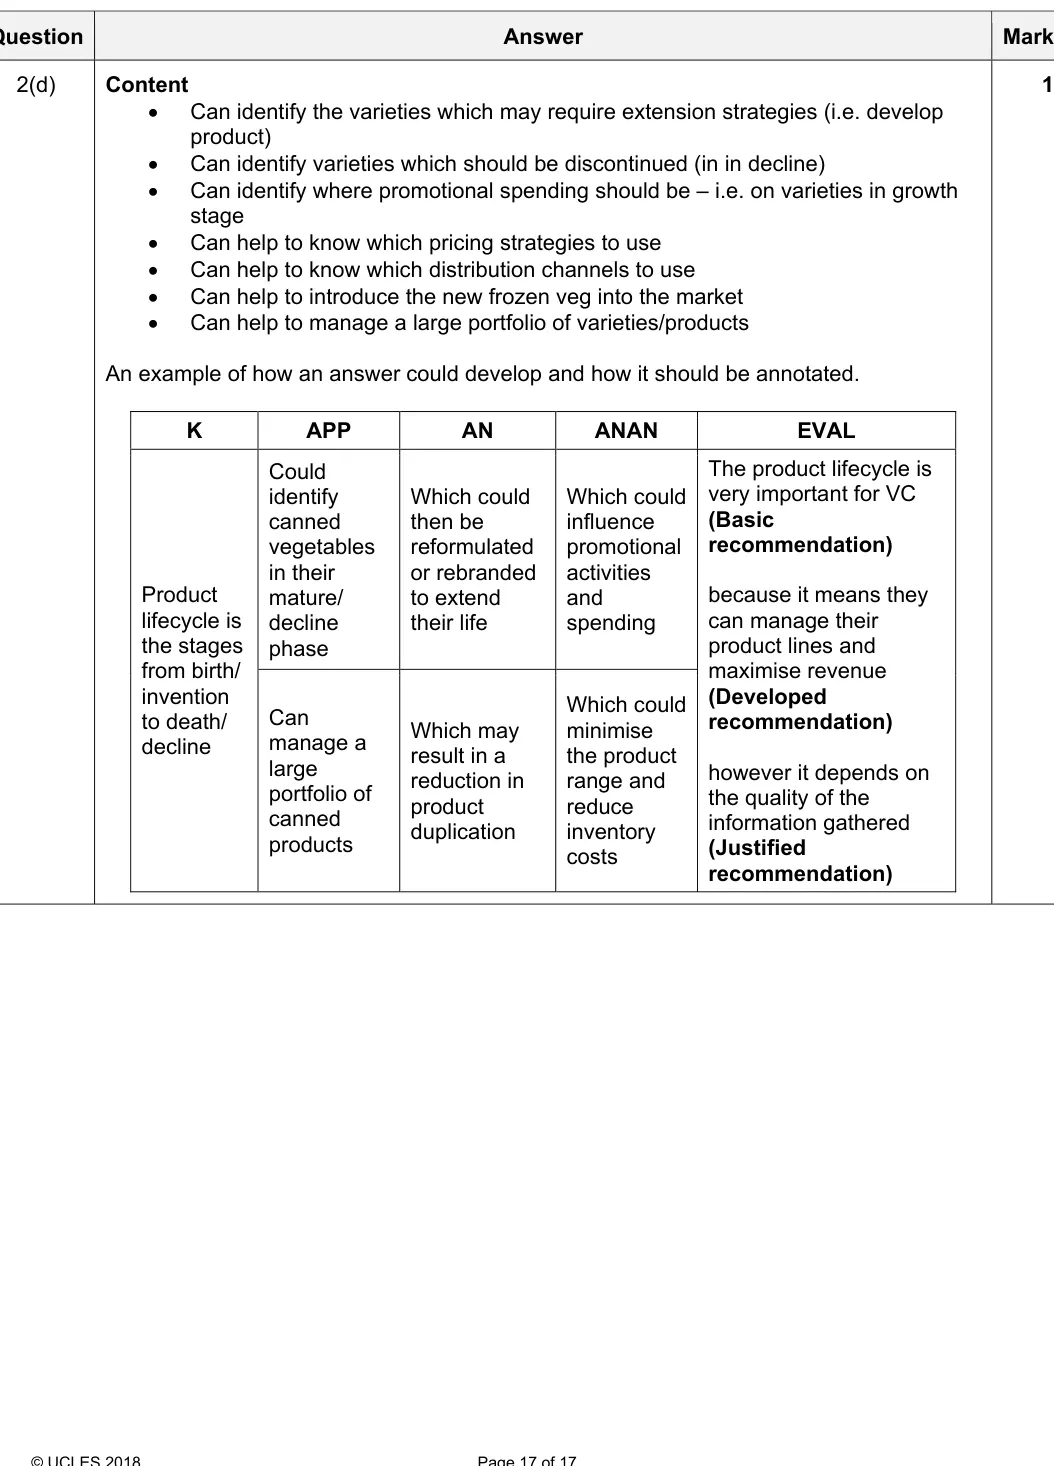 Question Answer Mark
2(d) Content 1
• Can identify the varieties which may require extension strategies (i.e. develop
product)
• Can identify varieties which should be discontinued (in in decline)
• Can identify where promotional spending should be – i.e. on varieties in growth
stage
• Can help to know which pricing strategies to use
• Can help to know which distribution channels to use
• Can help to introduce the new frozen veg into the market
• Can help to manage a large portfolio of varieties/products
An example of how an answer could develop and how it should be annotated.
K APP AN ANAN EVAL
Product
lifecycle is
the stages
from birth/
invention
to death/
decline
Could
identify
canned
vegetables
in their
mature/
decline
phase
Which could
then be
reformulated
or rebranded
to extend
their life
Which could
influence
promotional
activities
and
spending
Can
manage a
large
portfolio of
canned
products
Which may
result in a
reduction in
product
duplication
Which could
minimise
the product
range and
reduce
inventory
costs
The product lifecycle is
very important for VC
(Basic
recommendation)
because it means they
can manage their
product lines and
maximise revenue
(Developed
recommendation)
however it depends on
the quality of the
information gathered
(Justified
recommendation)
© UCLES 2018 Page 17 of 17